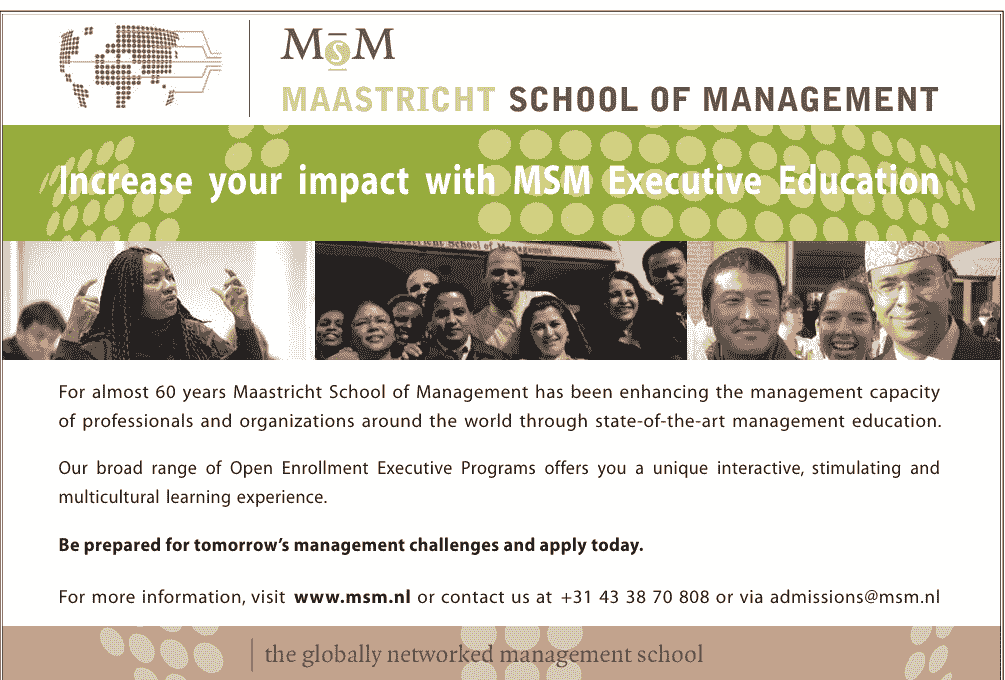 MSM
MAASTRICHT SCHOOL OF MANAGEMENT
Increase your impact with MSM Executive Education
School of Management
For almost 60 years Maastricht School of Management has been enhancing the management capacity
of professionals and organizations around the world through state-of-the-art management education.
Our broad range of Open Enrollment Executive Programs offers you a unique interactive, stimulating and
multicultural learning experience.
Be prepared for tomorrow's management challenges and apply today.
For more information, visit www.msm.nl or contact us at +31 43 38 70 808 or via admissions@msm.nl
the globally networked management school